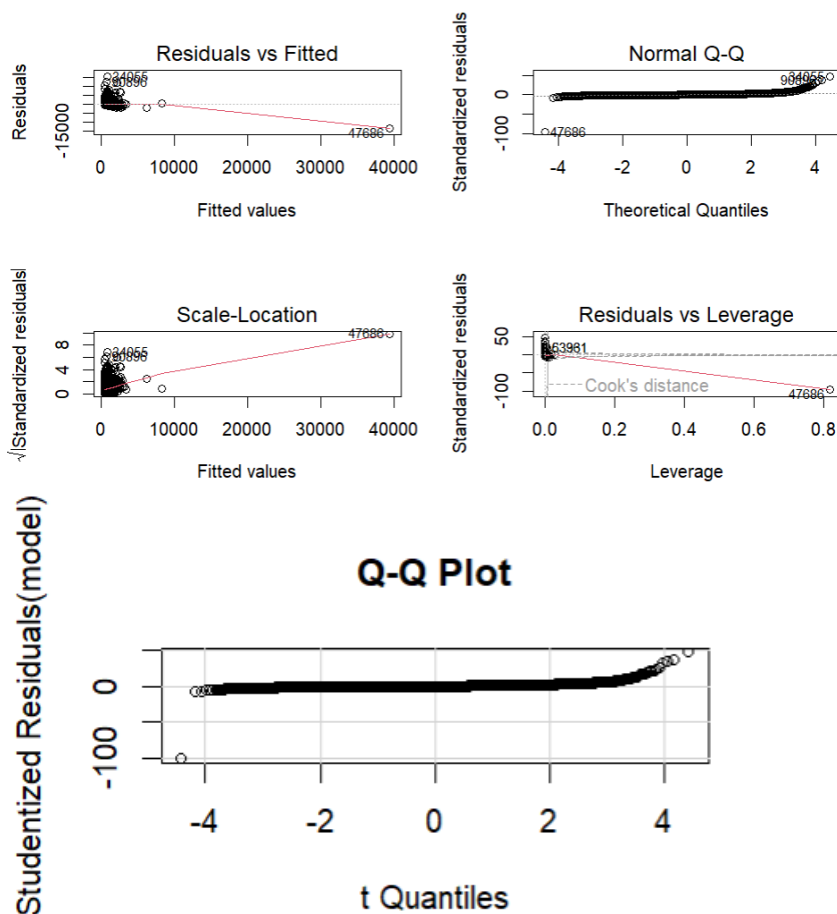 Residuals vs Fitted
Residuals
-15000
34055
90896
47686
0 10000 20000 30000 40000
Fitted values
Normal Q-Q
Standardized residuals
-100 0
34055
47686
-4 -2 0 2 4
Theoretical Quantiles
Scale-Location
√|Standardized residuals|
0 4 8
34055
90896
47686
0 10000 20000 30000 40000
Fitted values
Residuals vs Leverage
Standardized residuals
-100 50
63981
Cook's distance
47686
0.0 0.2 0.4 0.6 0.8
Leverage
Q-Q Plot
Studentized Residuals(model)
-100 0
-4 -2 0 2 4
t Quantiles